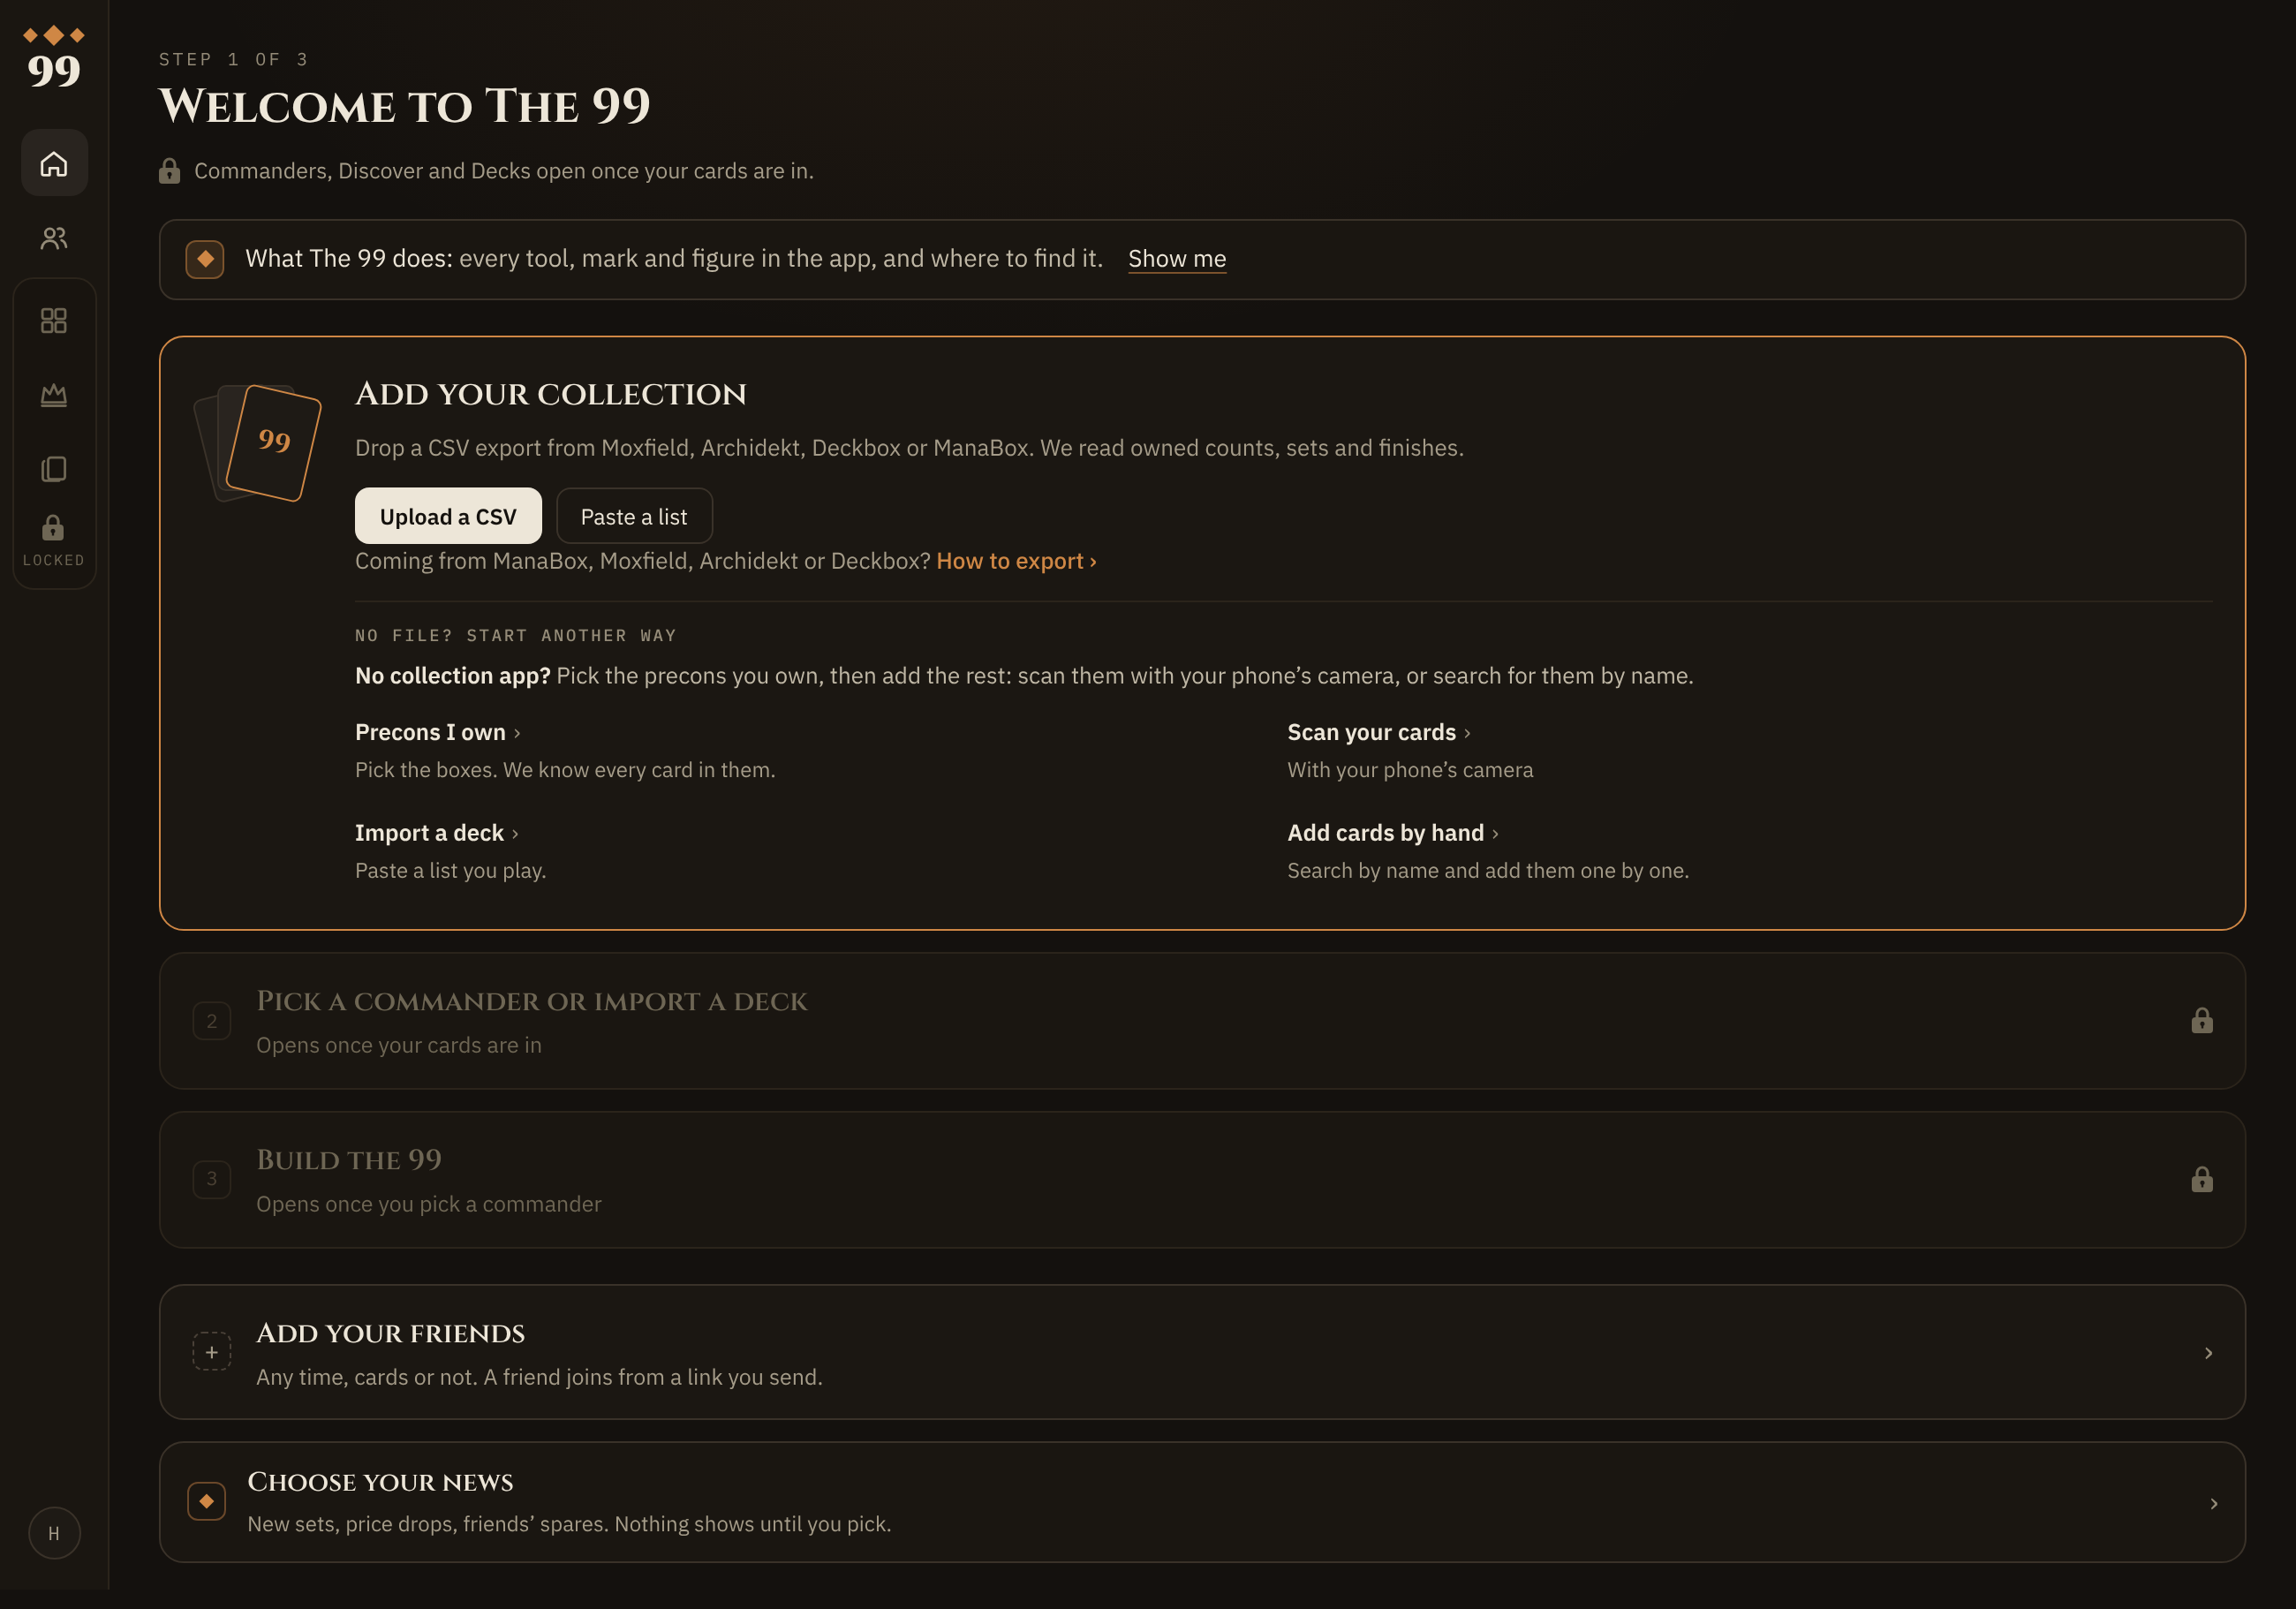 99
STEP 1 OF 3
Welcome to The 99
Commanders, Discover and Decks open once your cards are in.
What The 99 does: every tool, mark and figure in the app, and where to find it. Show me
99
Add your collection
Drop a CSV export from Moxfield, Archidekt, Deckbox or ManaBox. We read owned counts, sets and finishes.
Upload a CSV Paste a list
Coming from ManaBox, Moxfield, Archidekt or Deckbox? How to export ›
LOCKED
NO FILE? START ANOTHER WAY
No collection app? Pick the precons you own, then add the rest: scan them with your phone’s camera, or search for them by name.
Precons I own ›
Pick the boxes. We know every card in them.
Scan your cards ›
With your phone’s camera
Import a deck ›
Paste a list you play.
Add cards by hand ›
Search by name and add them one by one.
2
Pick a commander or import a deck
Opens once your cards are in
3
Build the 99
Opens once you pick a commander
+
Add your friends
Any time, cards or not. A friend joins from a link you send.
›
Choose your news
New sets, price drops, friends’ spares. Nothing shows until you pick.
›
H